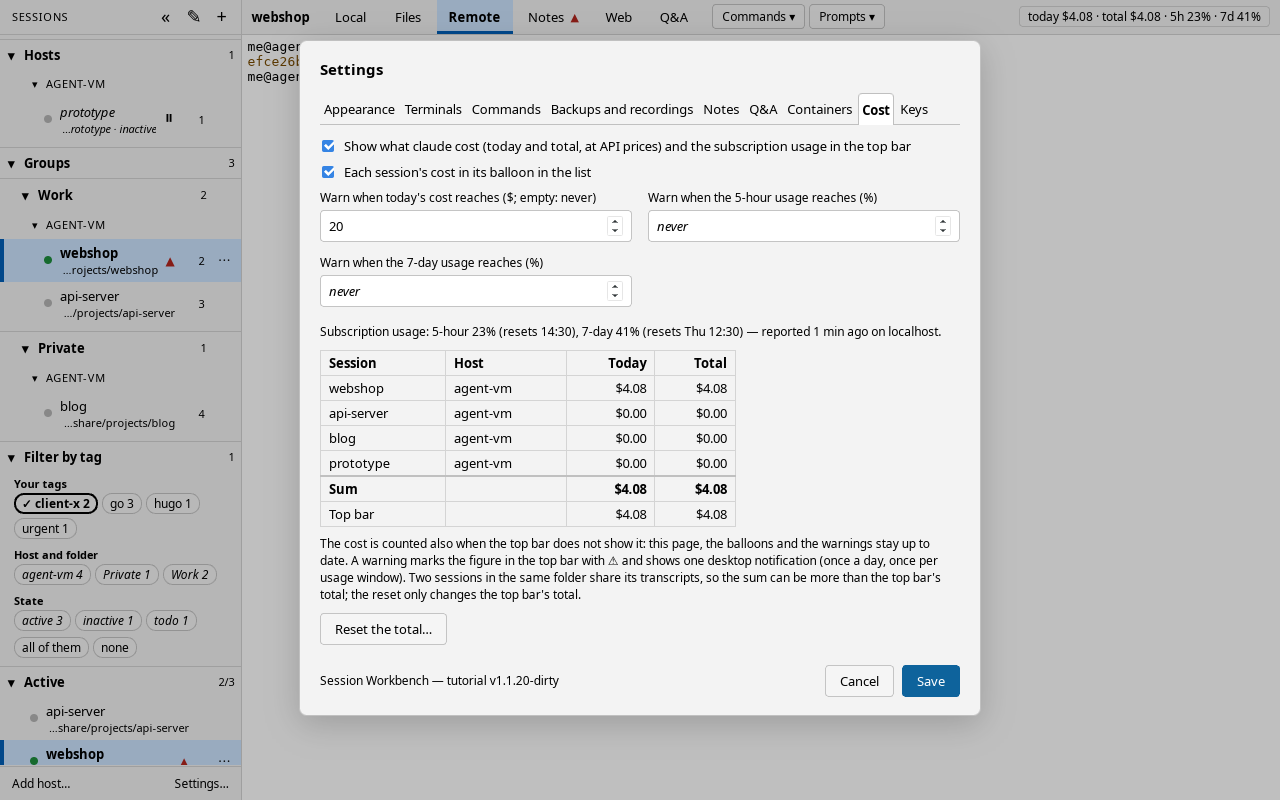 SESSIONS « ✎ +
webshop Local Files Remote Notes ▲ Web Q&A Commands ▾ Prompts ▾ today $4.08 · total $4.08 · 5h 23% · 7d 41%
▼ Hosts 1
▼ AGENT-VM
prototype ⏸ 1
...rototype · inactive
▼ Groups 3
▼ Work 2
▼ AGENT-VM
webshop ▲ 2 ...
...rojects/webshop
api-server 3
.../projects/api-server
▼ Private 1
▼ AGENT-VM
blog 4
...share/projects/blog
▼ Filter by tag 1
Your tags
✓ client-x 2 go 3 hugo 1
urgent 1
Host and folder
agent-vm 4 Private 1 Work 2
State
active 3 inactive 1 todo 1
all of them none
▼ Active 2/3
api-server
...share/projects/api-server
webshop ▲ ...
Add host... Settings...
me@agen
efce26b
me@agen
Settings
Appearance Terminals Commands Backups and recordings Notes Q&A Containers Cost Keys
Show what claude cost (today and total, at API prices) and the subscription usage in the top bar
Each session's cost in its balloon in the list
Warn when today's cost reaches ($; empty: never) Warn when the 5-hour usage reaches (%)
20 never
Warn when the 7-day usage reaches (%)
never
Subscription usage: 5-hour 23% (resets 14:30), 7-day 41% (resets Thu 12:30) — reported 1 min ago on localhost.
Session Host Today Total
webshop agent-vm $4.08 $4.08
api-server agent-vm $0.00 $0.00
blog agent-vm $0.00 $0.00
prototype agent-vm $0.00 $0.00
Sum $4.08 $4.08
Top bar $4.08 $4.08
The cost is counted also when the top bar does not show it: this page, the balloons and the warnings stay up to
date. A warning marks the figure in the top bar with ⚠ and shows one desktop notification (once a day, once per
usage window). Two sessions in the same folder share its transcripts, so the sum can be more than the top bar's
total; the reset only changes the top bar's total.
Reset the total...
Session Workbench — tutorial v1.1.20-dirty Cancel Save